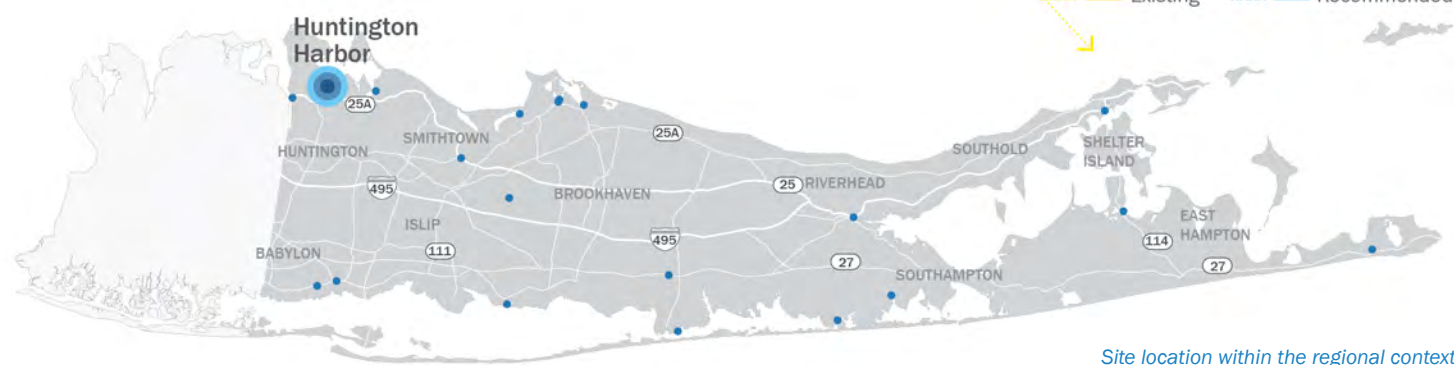 Existing
Recommended
Huntington
Harbor
25A
SMITHTOWN
25A
HUNTINGTON
SOUTHOLD
SHELTER
ISLAND
495
BROOKHAVEN
25
RIVERHEAD
ISLIP
EAST
HAMPTON
BABYLON
111
495
114
27
SOUTHAMPTON
27
Site location within the regional context